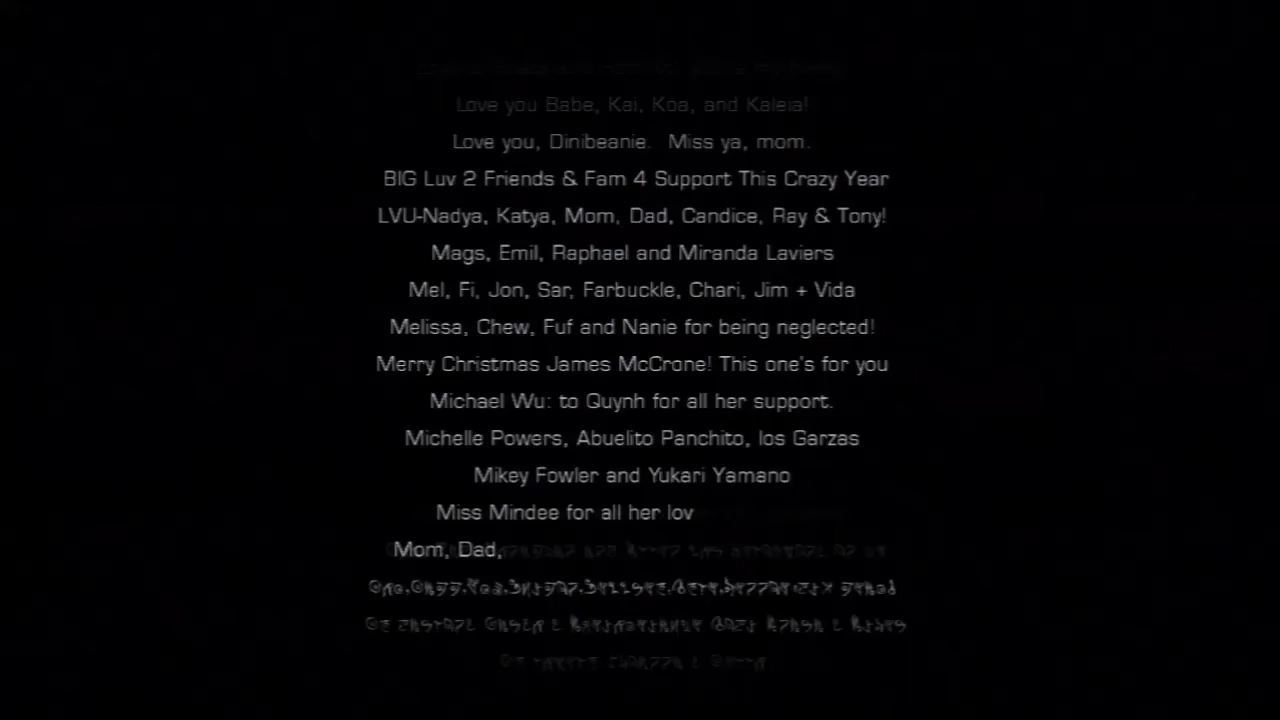 Love you Babe, Kai, Koa, and Kaleia!
Love you, Dinibeanie. Miss ya, mom.
BIG Luv 2 Friends & Fam 4 Support This Crazy Year
LVU-Nadya, Katya, Mom, Dad, Candice, Ray & Tony!
Mags, Emil, Raphael and Miranda Laviers
Mel, Fi, Jon, Sar, Farbuckle, Chari, Jim + Vida
Melissa, Chew, Fuf and Nanie for being neglected!
Merry Christmas James McCrone! This one's for you
Michael Wu: to Quynh for all her support.
Michelle Powers, Abuelito Panchito, los Garzas
Mikey Fowler and Yukari Yamano
Miss Mindee for all her lov
Mom, Dad,